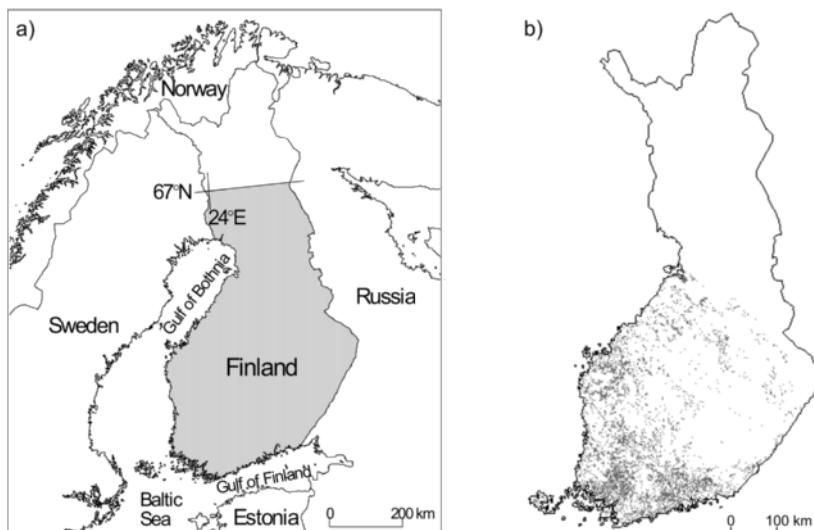 a)
Norway
67°N
24°E
Gulf of Bothnia
Sweden
Russia
Finland
Gulf of Finland
Baltic
Sea
Estonia
0 200 km
b)
0 100 km